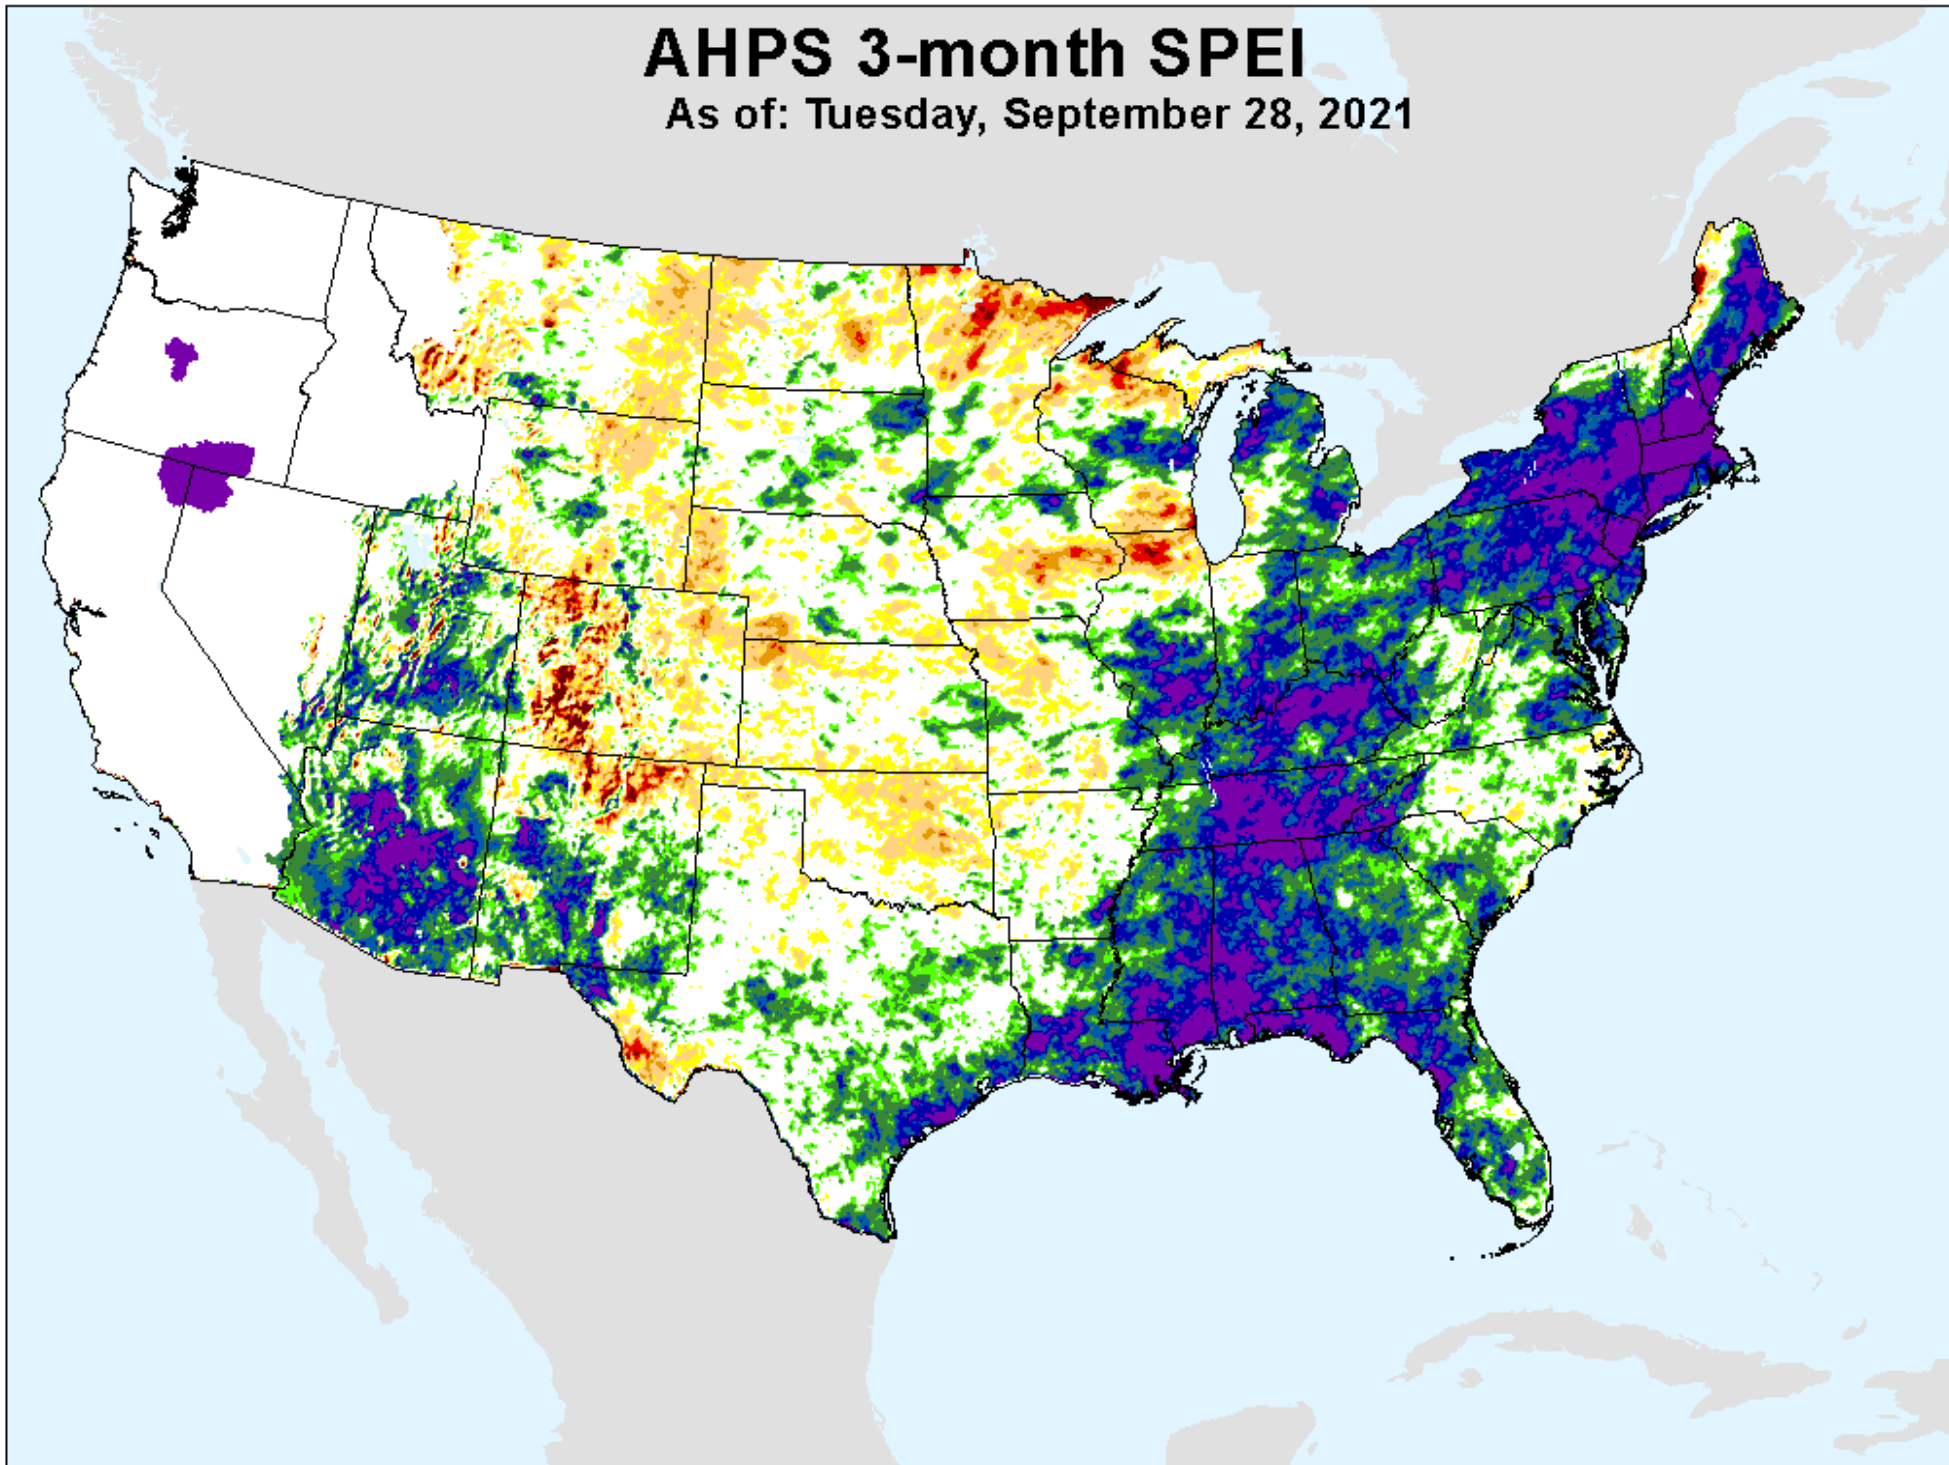 AHPS 3-month SPEI
As of: Tuesday, September 28, 2021